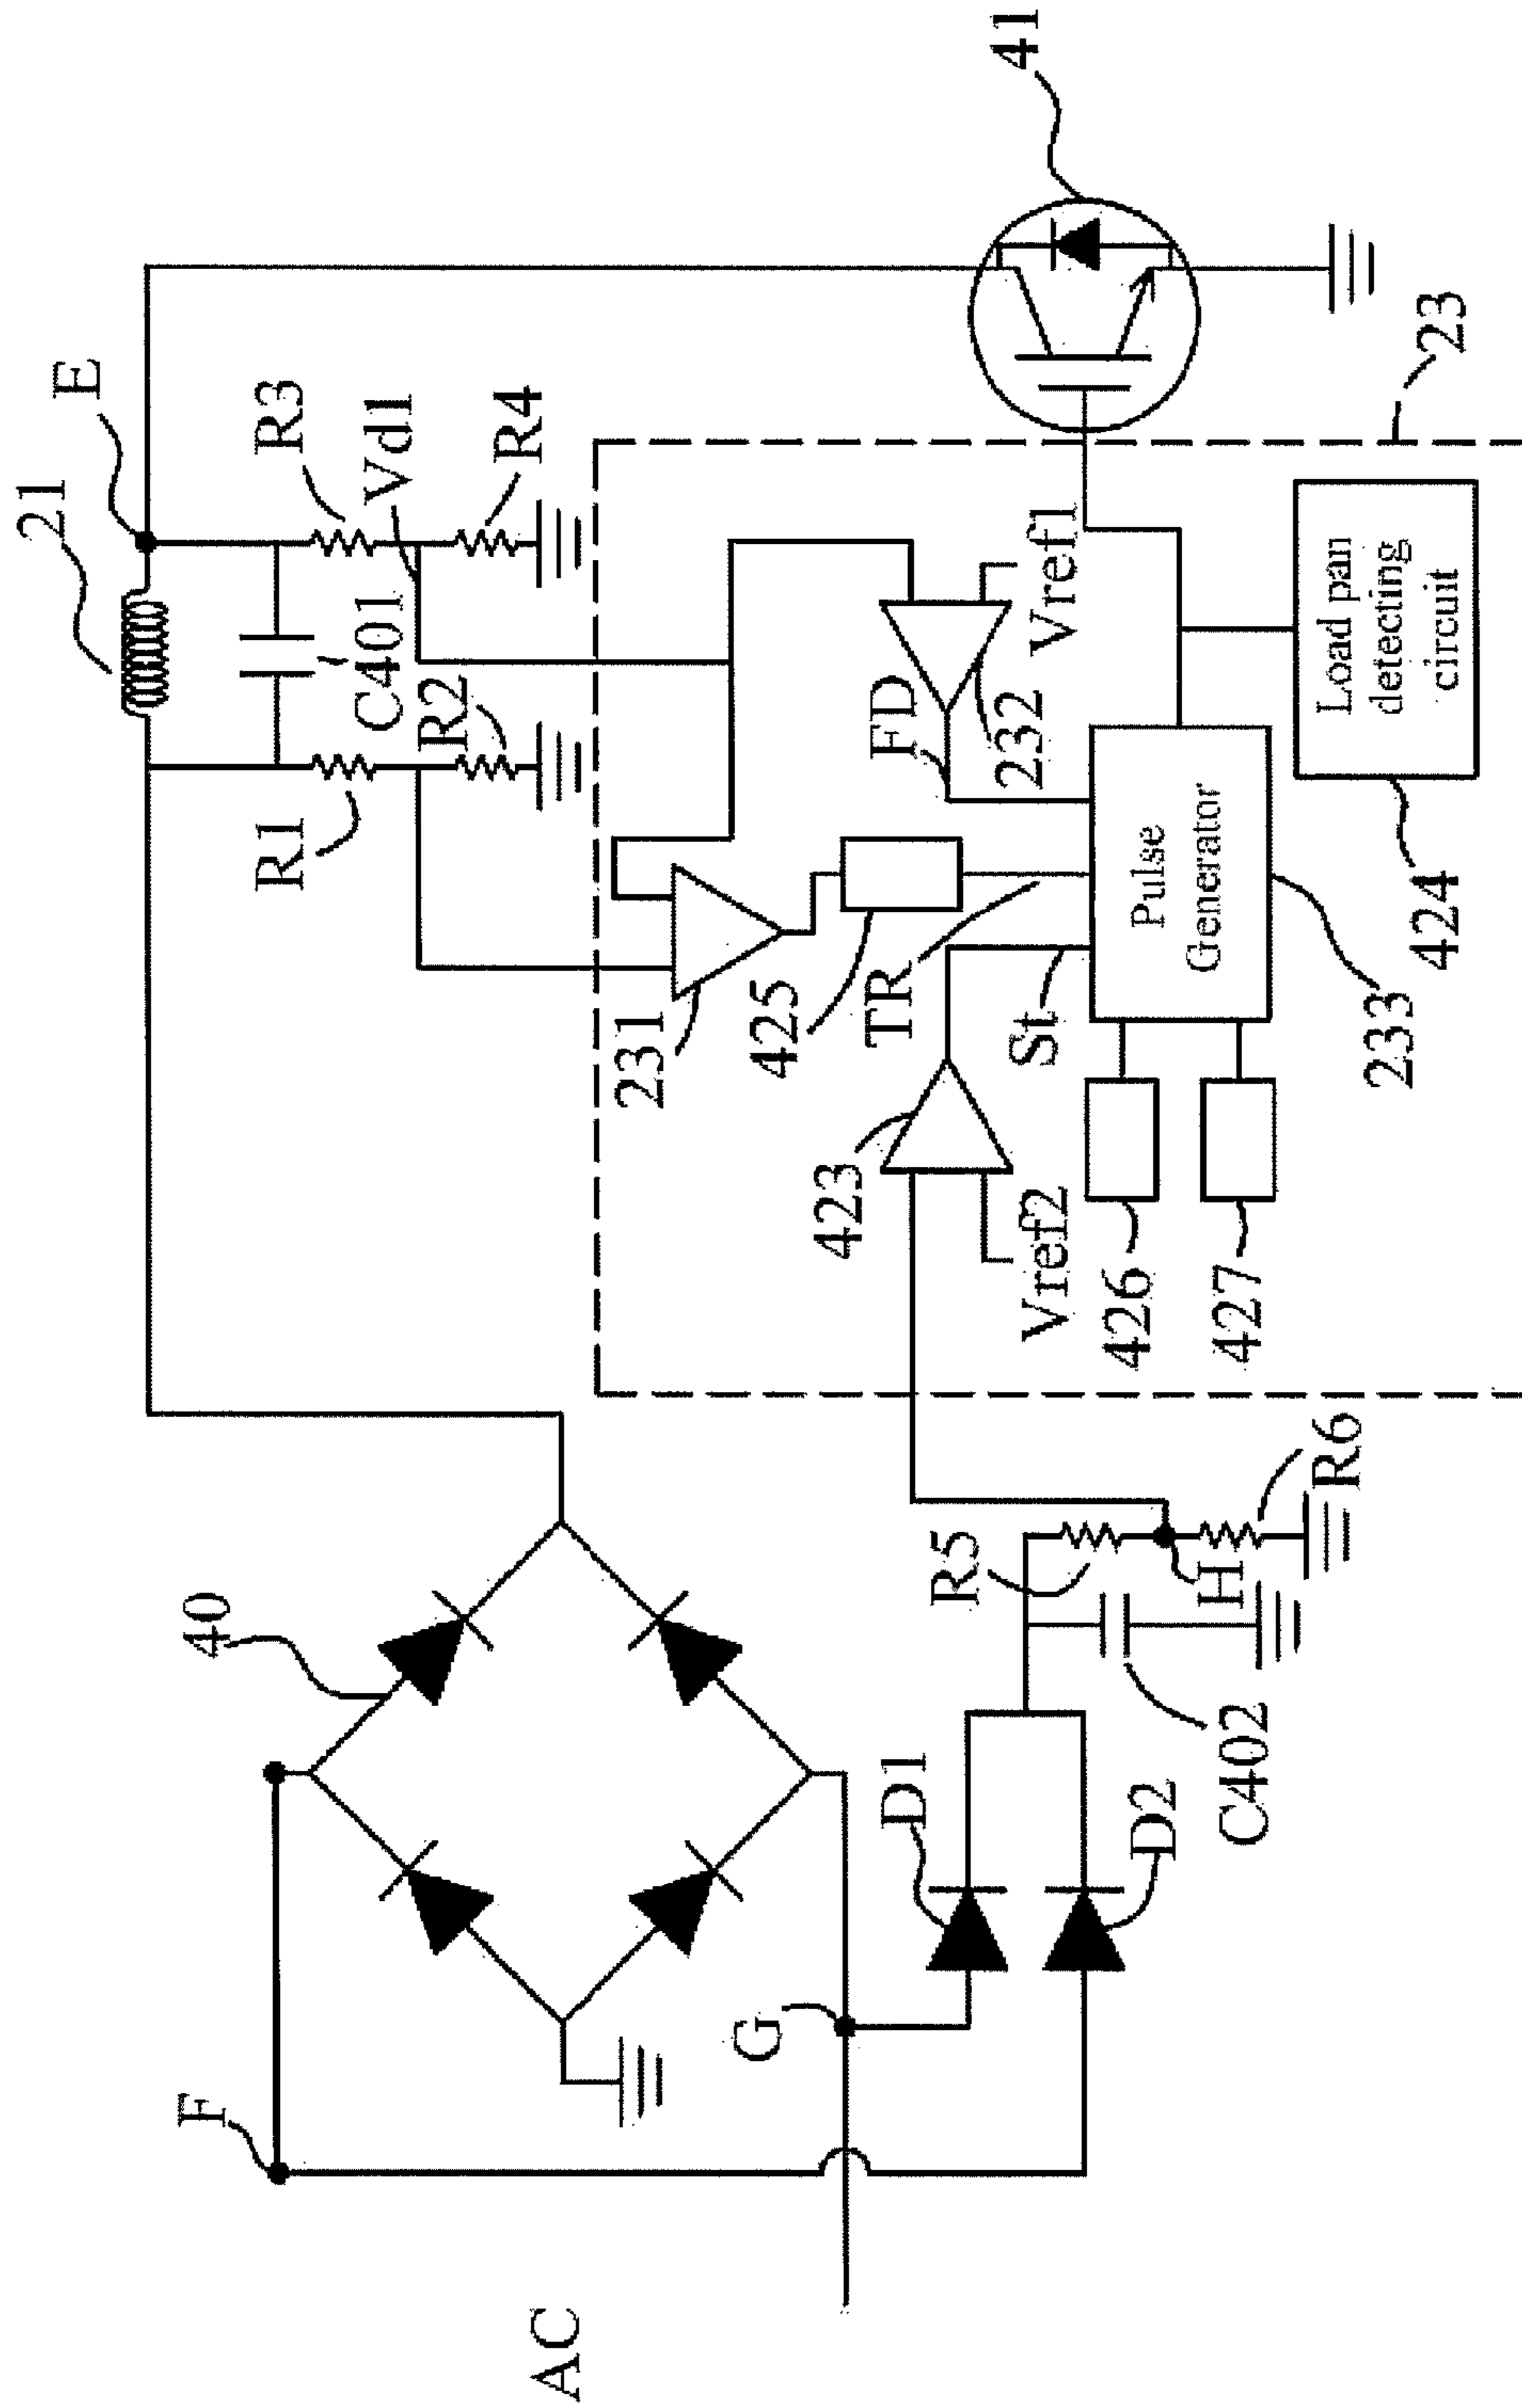 21
E
R3
Vd1
R4
C401
R1
R2
41
23
231
425
TR
FD
232
Vref1
St
423
Vref2
Pulse
Generator
233
Load pan
detecting
circuit
424
426
427
40
F
G
AC
D1
D2
C402
R5
H
R6